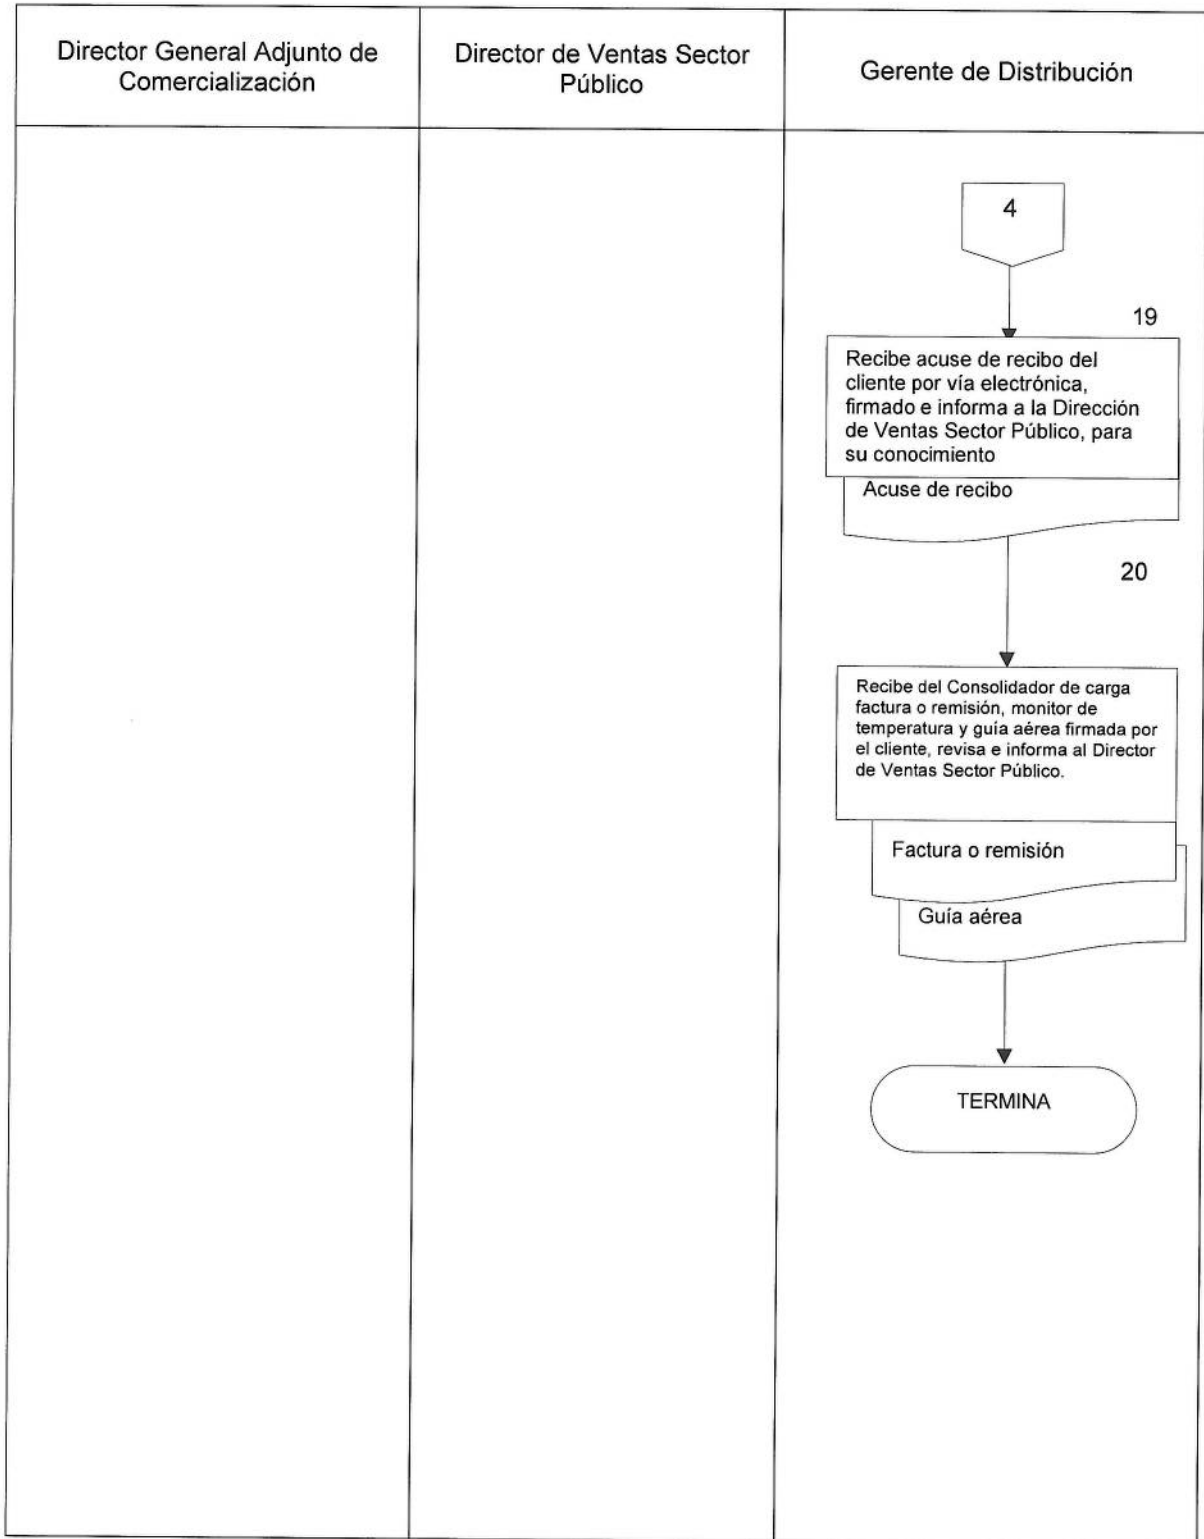 Director General Adjunto de
Comercialización
Director de Ventas Sector
Público
Gerente de Distribución
4
19
Recibe acuse de recibo del
cliente por vía electrónica,
firmado e informa a la Dirección
de Ventas Sector Público, para
su conocimiento
Acuse de recibo
20
Recibe del Consolidador de carga
factura o remisión, monitor de
temperatura y guía aérea firmada por
el cliente, revisa e informa al Director
de Ventas Sector Público.
Factura o remisión
Guía aérea
TERMINA